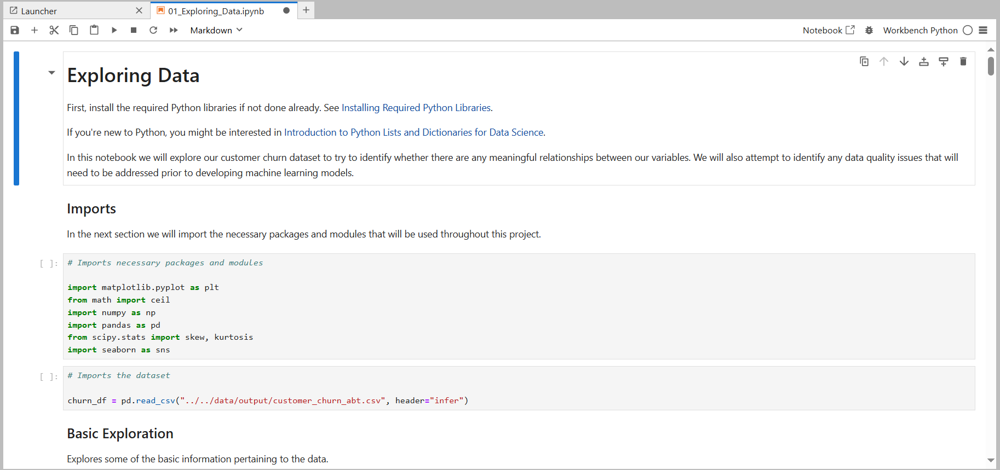 Launcher
01_Exploring_Data.ipynb
Markdown
Notebook
Workbench Python
Exploring Data
First, install the required Python libraries if not done already. See Installing Required Python Libraries.
If you're new to Python, you might be interested in Introduction to Python Lists and Dictionaries for Data Science.
In this notebook we will explore our customer churn dataset to try to identify whether there are any meaningful relationships between our variables. We will also attempt to identify any data quality issues that will
need to be addressed prior to developing machine learning models.
Imports
In the next section we will import the necessary packages and modules that will be used throughout this project.
[ ]:
# Imports necessary packages and modules
import matplotlib.pyplot as plt
from math import ceil
import numpy as np
import pandas as pd
from scipy.stats import skew, kurtosis
import seaborn as sns
[ ]:
# Imports the dataset
churn_df = pd.read_csv("../../data/output/customer_churn_abt.csv", header="infer")
Basic Exploration
Explores some of the basic information pertaining to the data.